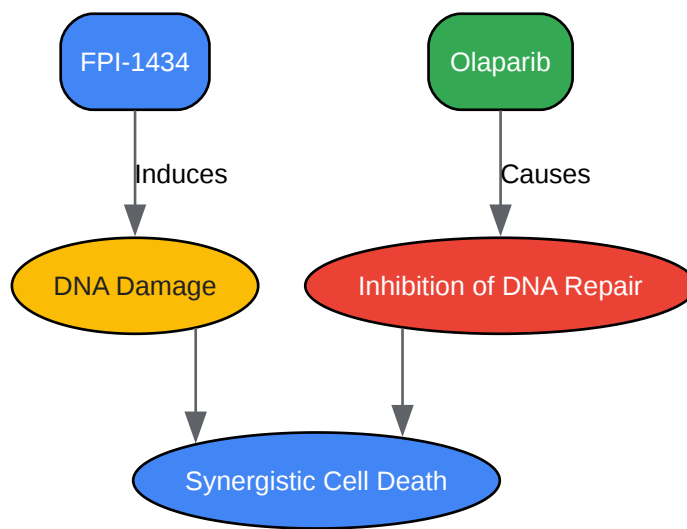 FPI-1434
Olaparib
Induces
Causes
DNA Damage
Inhibition of DNA Repair
Synergistic Cell Death